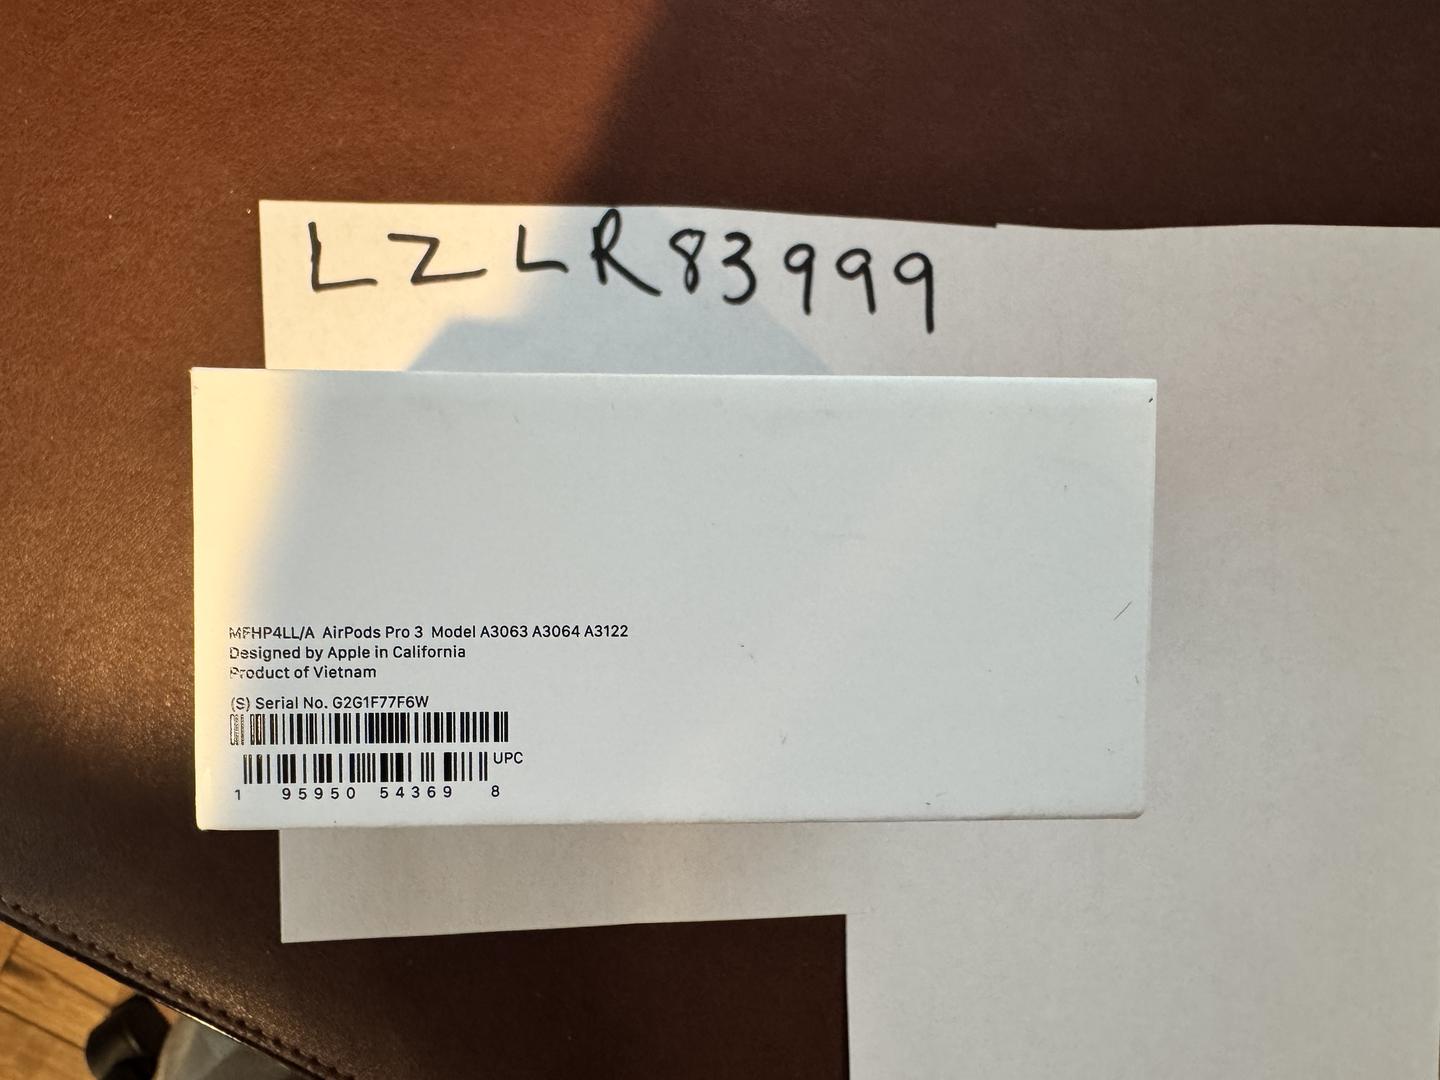 LZLR83999
MFHP4LL/A AirPods Pro 3 Model A3063 A3064 A3122
Designed by Apple in California
Product of Vietnam
(S) Serial No. G2G1F77F6W
UPC
1 95950 54369 8